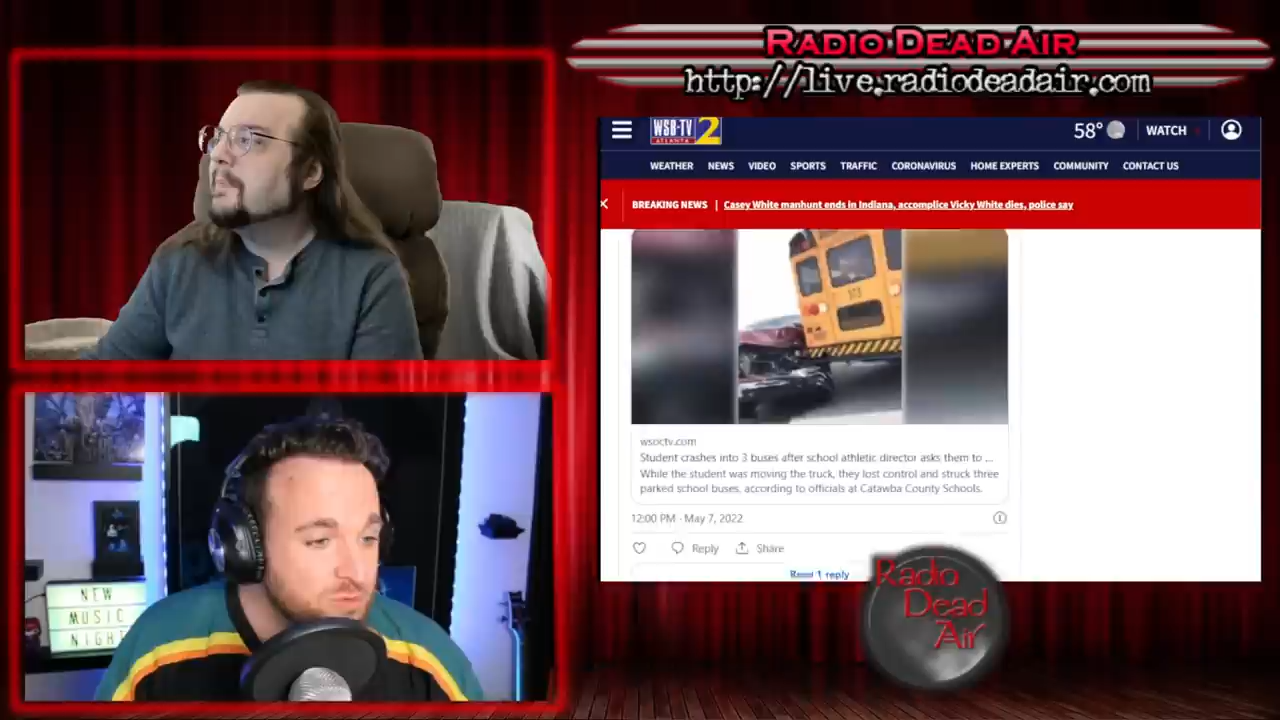 RADIO DEAD AIR
http://live.radiodeadair.com
WSB-TV 2
ATLANTA
58°
WATCH
WEATHER NEWS VIDEO SPORTS TRAFFIC CORONAVIRUS HOME EXPERTS COMMUNITY CONTACT US
BREAKING NEWS | Casey White manhunt ends in Indiana, accomplice Vicky White dies, police say
wsoctv.com
Student crashes into 3 buses after school athletic director asks them to ...
While the student was moving the truck, they lost control and struck three
parked school buses, according to officials at Catawba County Schools.
12:00 PM · May 7, 2022
Reply Share
Read 1 reply
Radio
Dead
Air
NEW
MUSIC
NIGHT